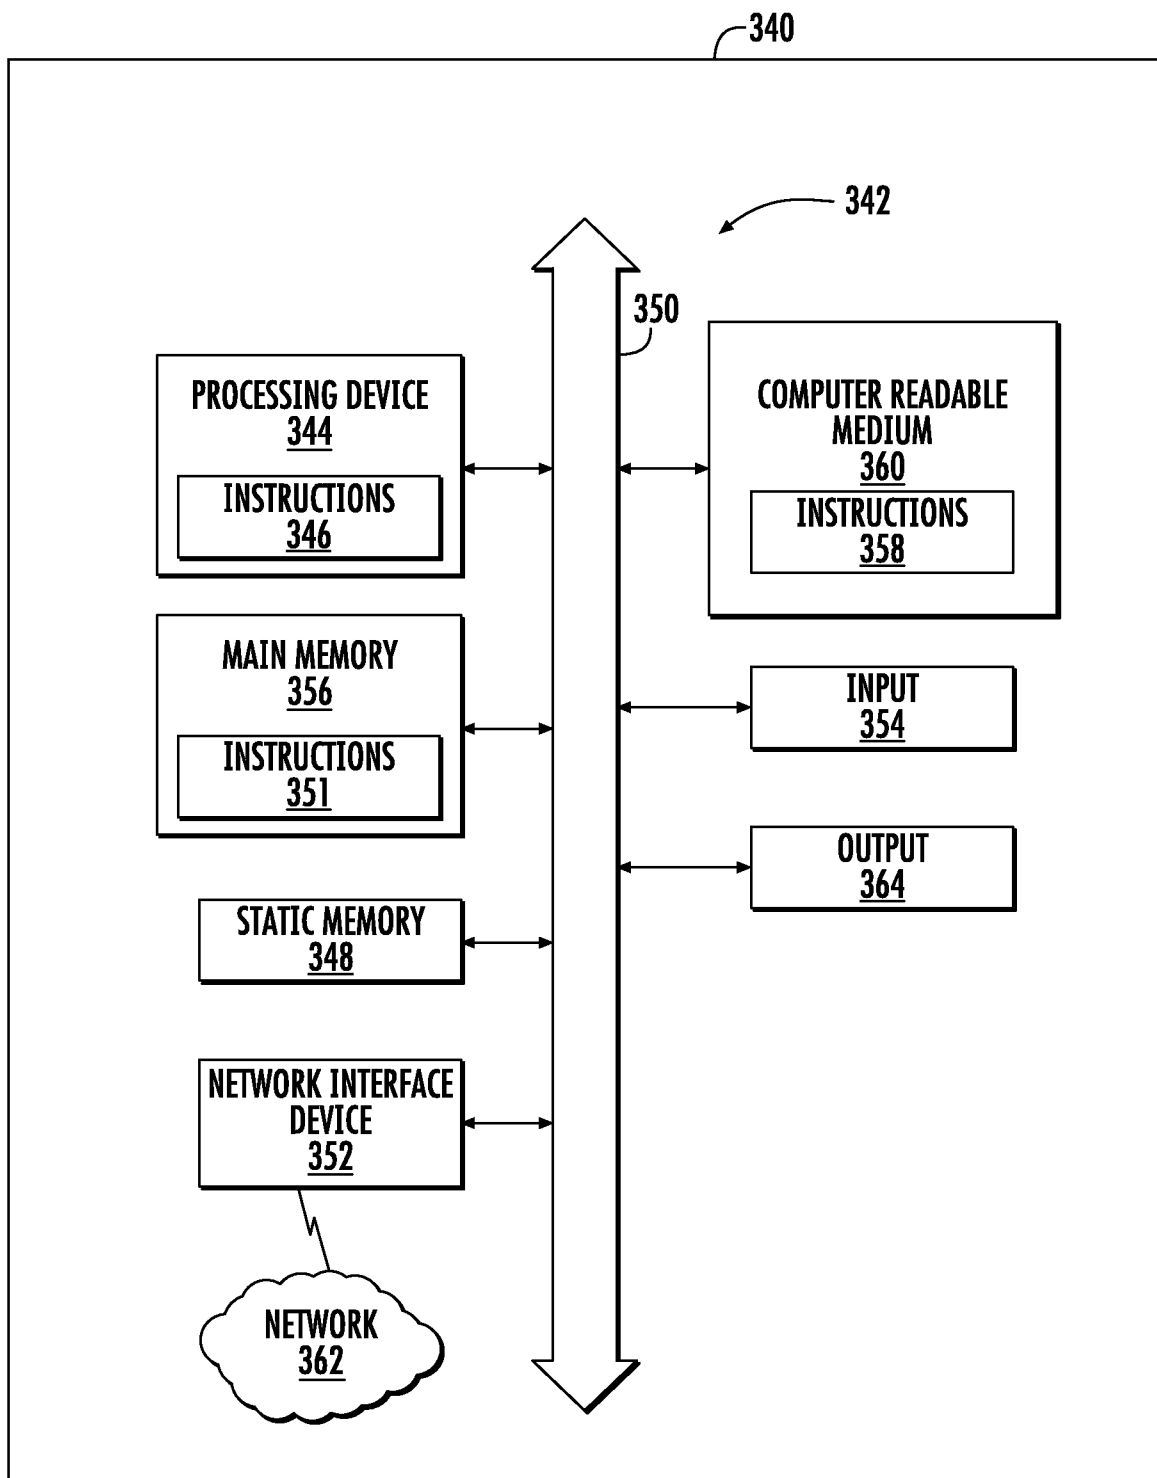 340
342
350
PROCESSING DEVICE
344
INSTRUCTIONS
346
COMPUTER READABLE
MEDIUM
360
INSTRUCTIONS
358
MAIN MEMORY
356
INSTRUCTIONS
351
INPUT
354
OUTPUT
364
STATIC MEMORY
348
NETWORK INTERFACE
DEVICE
352
NETWORK
362